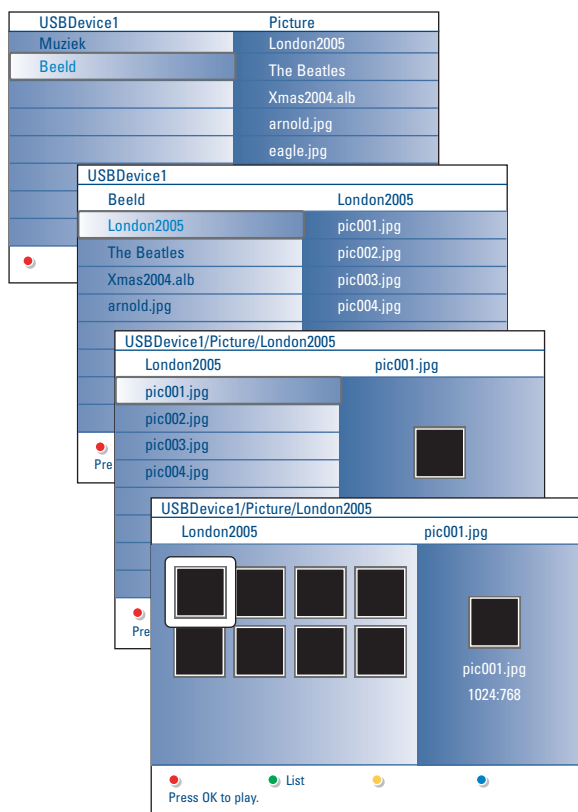 USBDevice1 Picture
Muziek London2005
Beeld The Beatles
Xmas2004.alb
arnold.jpg
eagle.jpg
USBDevice1
Beeld London2005
London2005 pic001.jpg
The Beatles pic002.jpg
Xmas2004.alb pic003.jpg
arnold.jpg pic004.jpg
Pre
USBDevice1/Picture/London2005
London2005 pic001.jpg
pic001.jpg
pic002.jpg
pic003.jpg
pic004.jpg
Pre
USBDevice1/Picture/London2005
London2005 pic001.jpg
pic001.jpg
1024:768
List
Press OK to play.